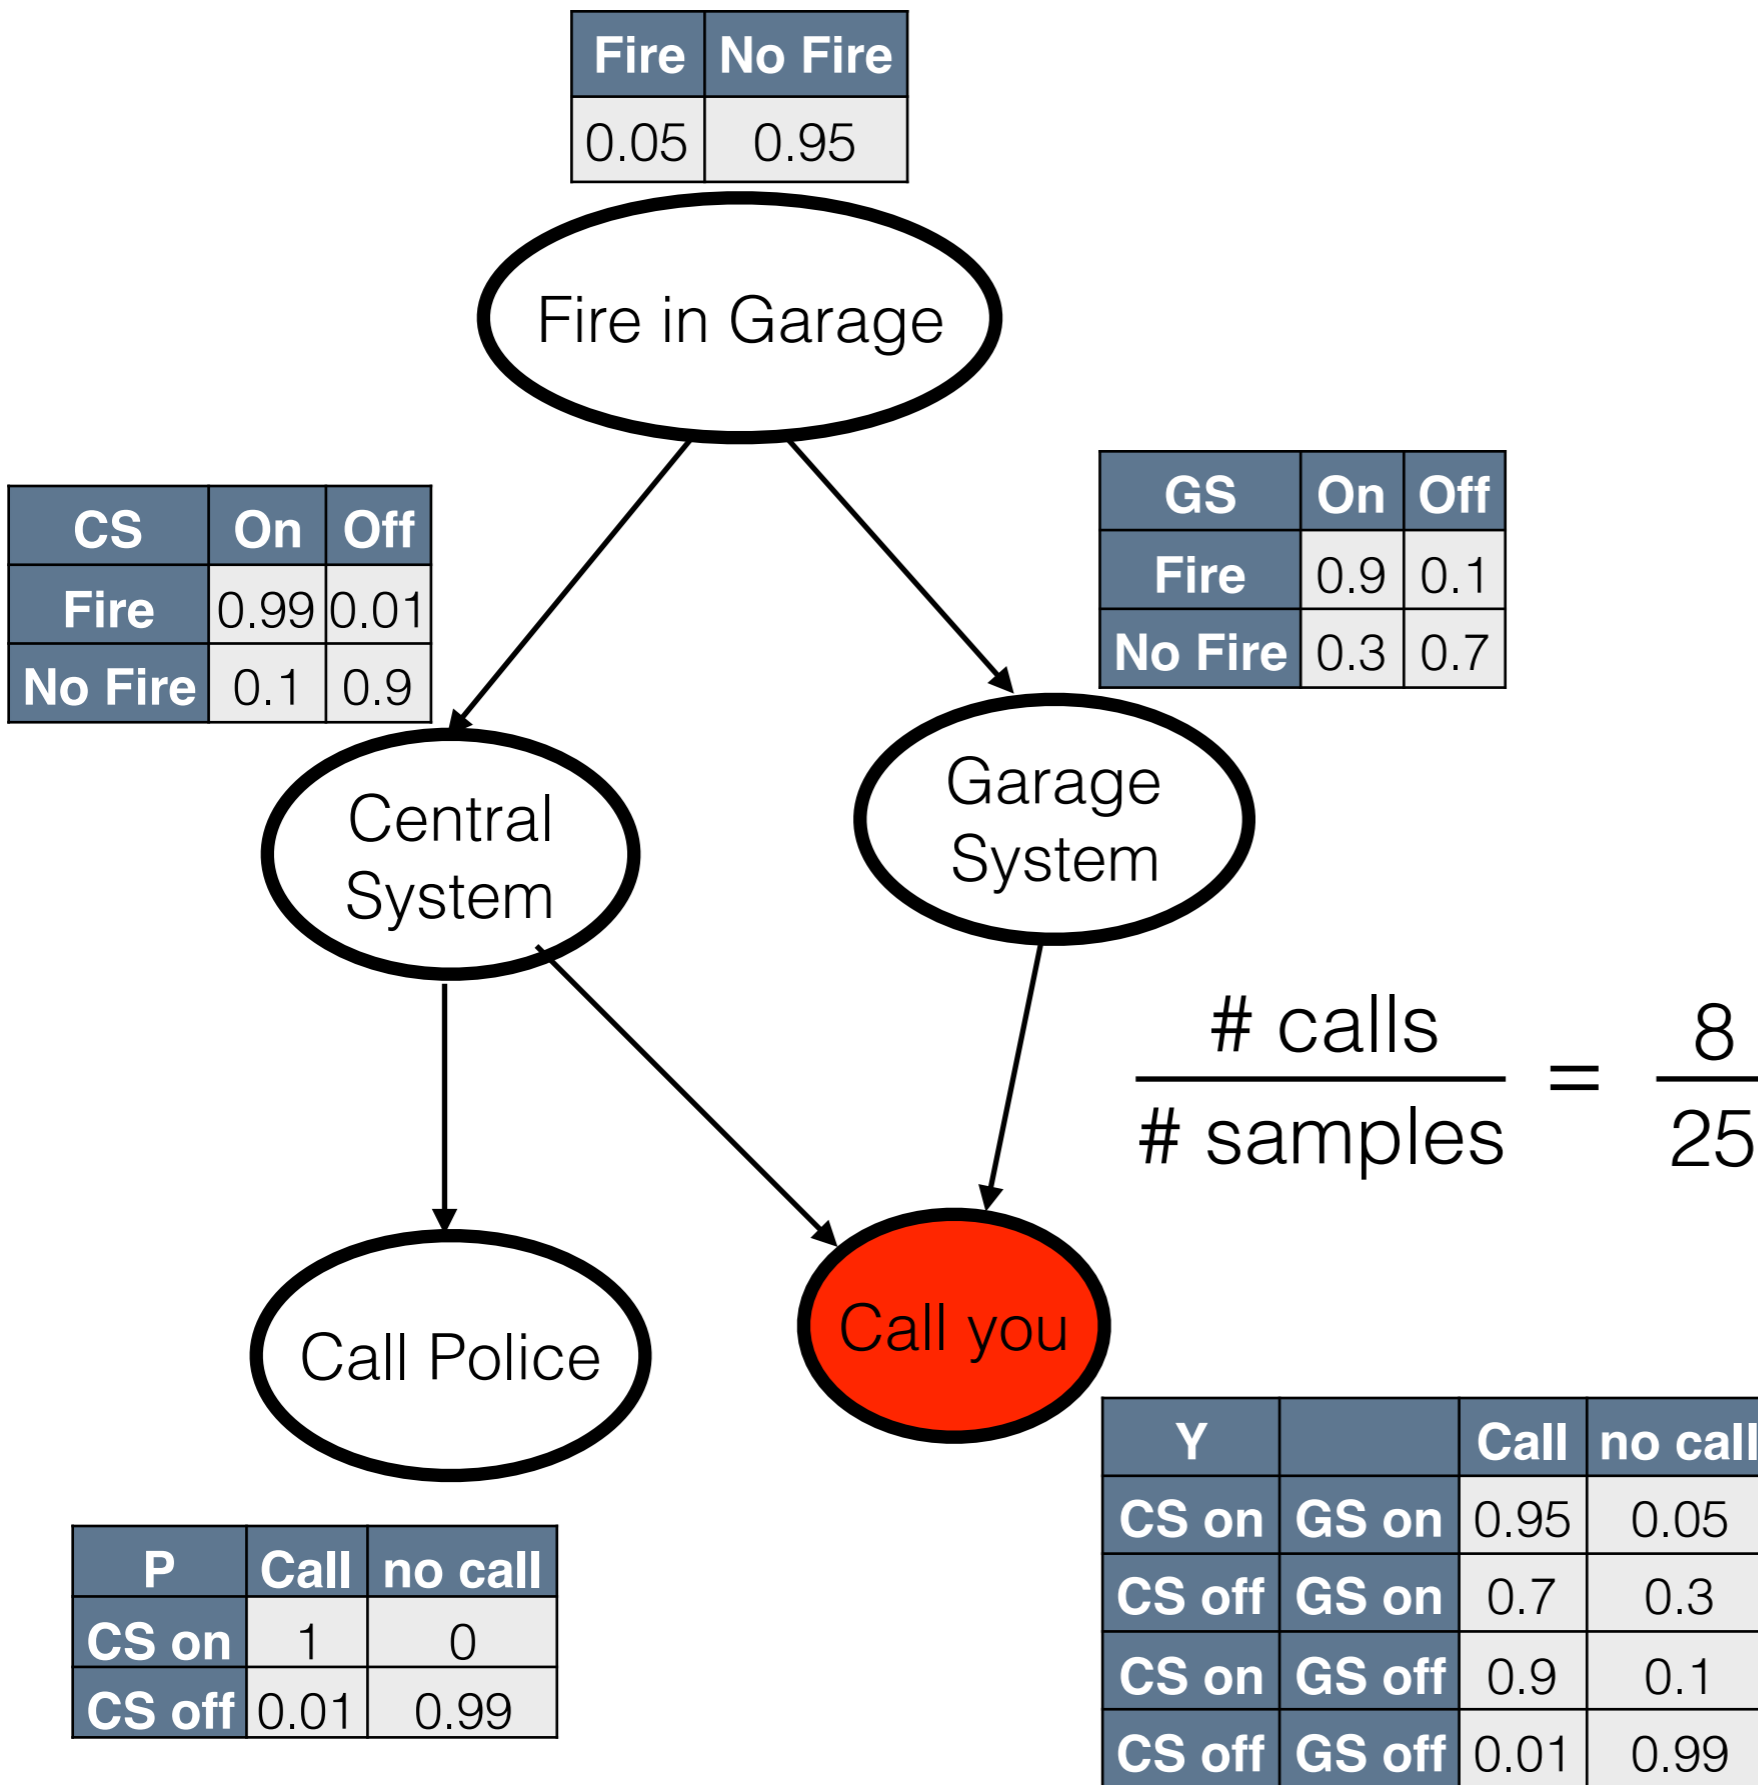 Fire No Fire
0.05 0.95
Fire in Garage
CS On Off
Fire 0.99 0.01
No Fire 0.1 0.9
GS On Off
Fire 0.9 0.1
No Fire 0.3 0.7
Central
System
Garage
System
# calls
# samples
=
8
25
Call Police
Call you
P Call no call
CS on 1 0
CS off 0.01 0.99
Y Call no call
CS on GS on 0.95 0.05
CS off GS on 0.7 0.3
CS on GS off 0.9 0.1
CS off GS off 0.01 0.99